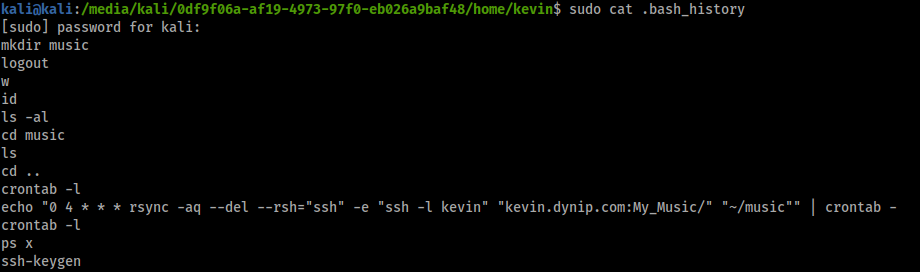 kali@kali:/media/kali/0df9f06a-af19-4973-97f0-eb026a9baf48/home/kevin$ sudo cat .bash_history
[sudo] password for kali:
mkdir music
logout
w
id
ls -al
cd music
ls
cd ..
crontab -l
echo "0 4 * * * rsync -aq --del --rsh="ssh" -e "ssh -l kevin" "kevin.dynip.com:My_Music/" "~/music"" | crontab -
crontab -l
ps x
ssh-keygen